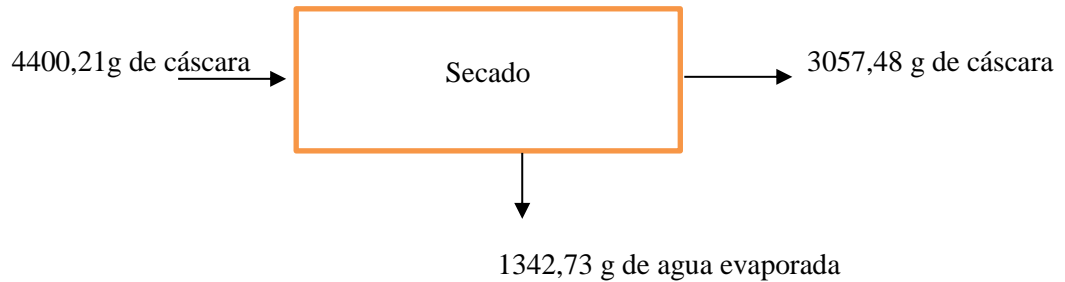 4400,21g de cáscara
Secado
3057,48 g de cáscara
1342,73 g de agua evaporada